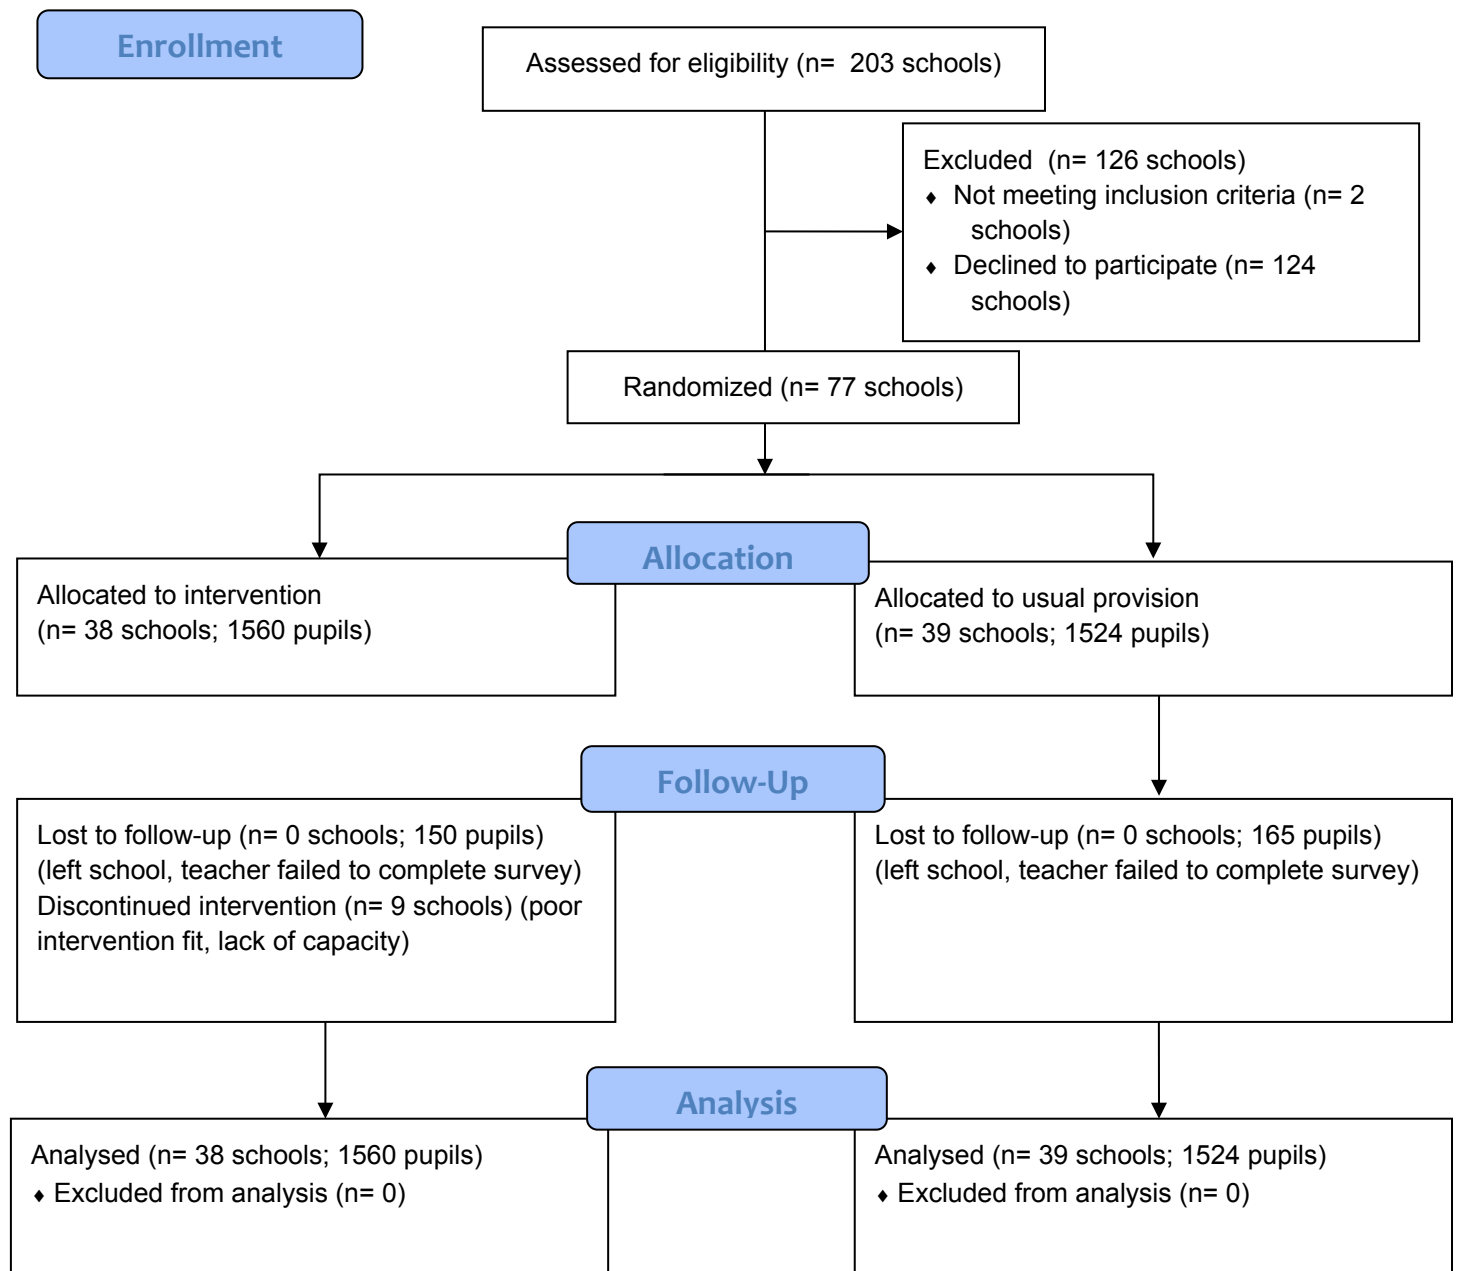 Enrollment
Assessed for eligibility (n=  203 schools)
Excluded  (n= 126 schools)
♦ Not meeting inclusion criteria (n= 2
schools)
♦ Declined to participate (n= 124
schools)
Randomized (n= 77 schools)
Allocation
Allocated to intervention
(n= 38 schools; 1560 pupils)
Allocated to usual provision
(n= 39 schools; 1524 pupils)
Follow-Up
Lost to follow-up (n= 0 schools; 150 pupils)
(left school, teacher failed to complete survey)
Discontinued intervention (n= 9 schools) (poor
intervention fit, lack of capacity)
Lost to follow-up (n= 0 schools; 165 pupils)
(left school, teacher failed to complete survey)
Analysis
Analysed (n= 38 schools; 1560 pupils)
♦ Excluded from analysis (n= 0)
Analysed (n= 39 schools; 1524 pupils)
♦ Excluded from analysis (n= 0)